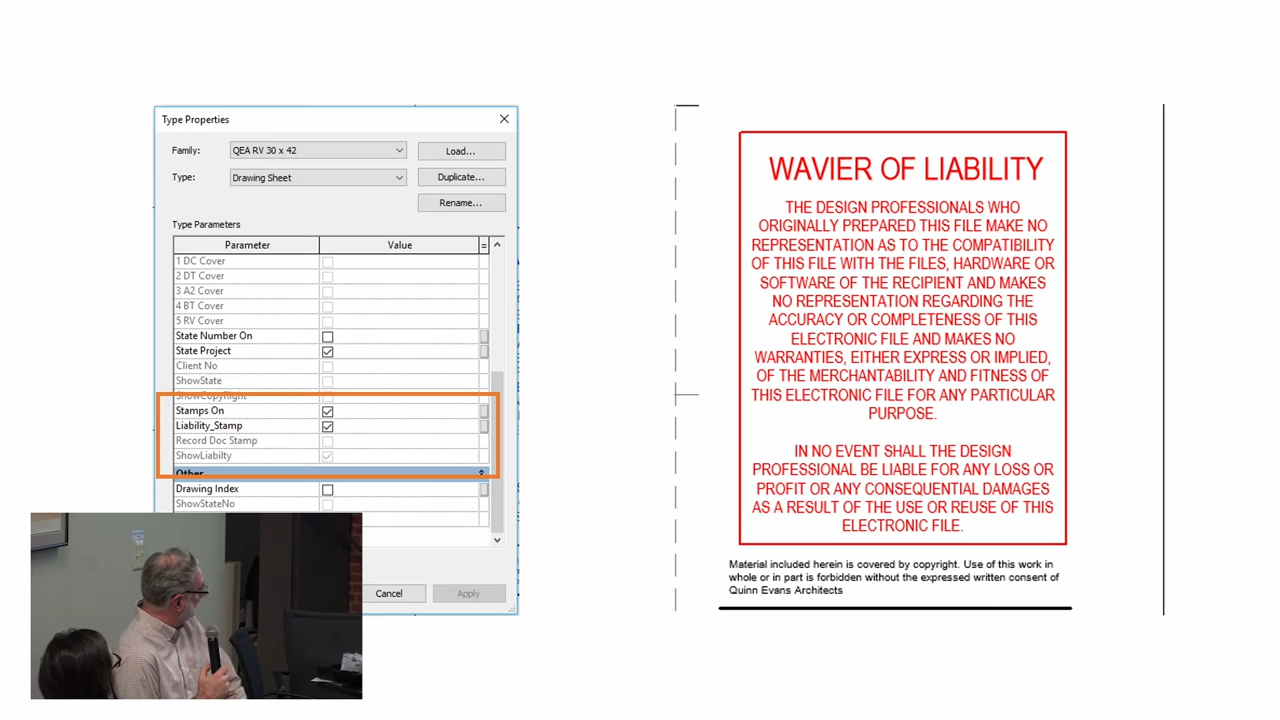 Type Properties
Family:
QEA RV 30 x 42
Load...
Type:
Drawing Sheet
Duplicate...
Rename...
Type Parameters
Parameter Value =
1 DC Cover
2 DT Cover
3 A2 Cover
4 BT Cover
5 RV Cover
State Number On
State Project
Client No
ShowState
ShowCopyRight
Stamps On
Liability_Stamp
Record Doc Stamp
ShowLiabilty
Other
Drawing Index
ShowStateNo
Cancel
Apply
WAVIER OF LIABILITY
THE DESIGN PROFESSIONALS WHO
ORIGINALLY PREPARED THIS FILE MAKE NO
REPRESENTATION AS TO THE COMPATIBILITY
OF THIS FILE WITH THE FILES, HARDWARE OR
SOFTWARE OF THE RECIPIENT AND MAKES
NO REPRESENTATION REGARDING THE
ACCURACY OR COMPLETENESS OF THIS
ELECTRONIC FILE AND MAKES NO
WARRANTIES, EITHER EXPRESS OR IMPLIED,
OF THE MERCHANTABILITY AND FITNESS OF
THIS ELECTRONIC FILE FOR ANY PARTICULAR
PURPOSE.
IN NO EVENT SHALL THE DESIGN
PROFESSIONAL BE LIABLE FOR ANY LOSS OR
PROFIT OR ANY CONSEQUENTIAL DAMAGES
AS A RESULT OF THE USE OR REUSE OF THIS
ELECTRONIC FILE.
Material included herein is covered by copyright. Use of this work in
whole or in part is forbidden without the expressed written consent of
Quinn Evans Architects